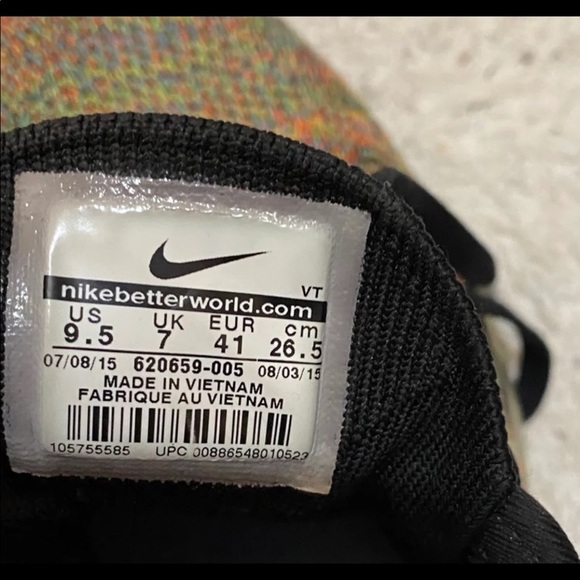 VT
nikebetterworld.com
US UK EUR cm
9.5 7 41 26.5
07/08/15 620659-005 08/03/15
MADE IN VIETNAM
FABRIQUE AU VIETNAM
105755585 UPC 00886548010523